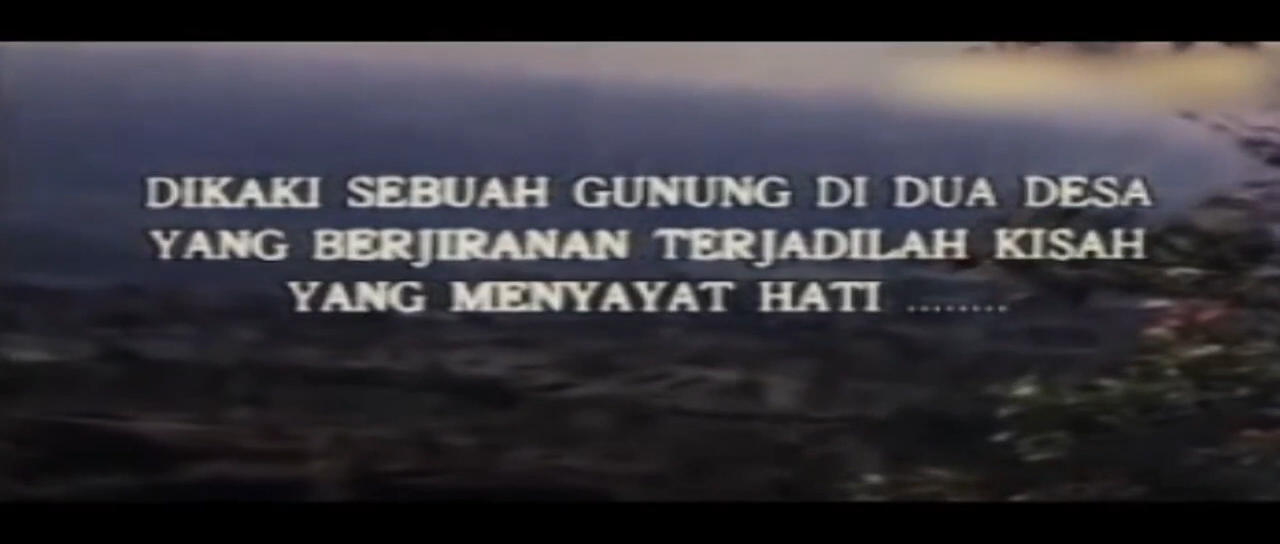 DIKAKI SEBUAH GUNUNG DI DUA DESA
YANG BERJIRANAN TERJADILAH KISAH
YANG MENYAYAT HATI ........